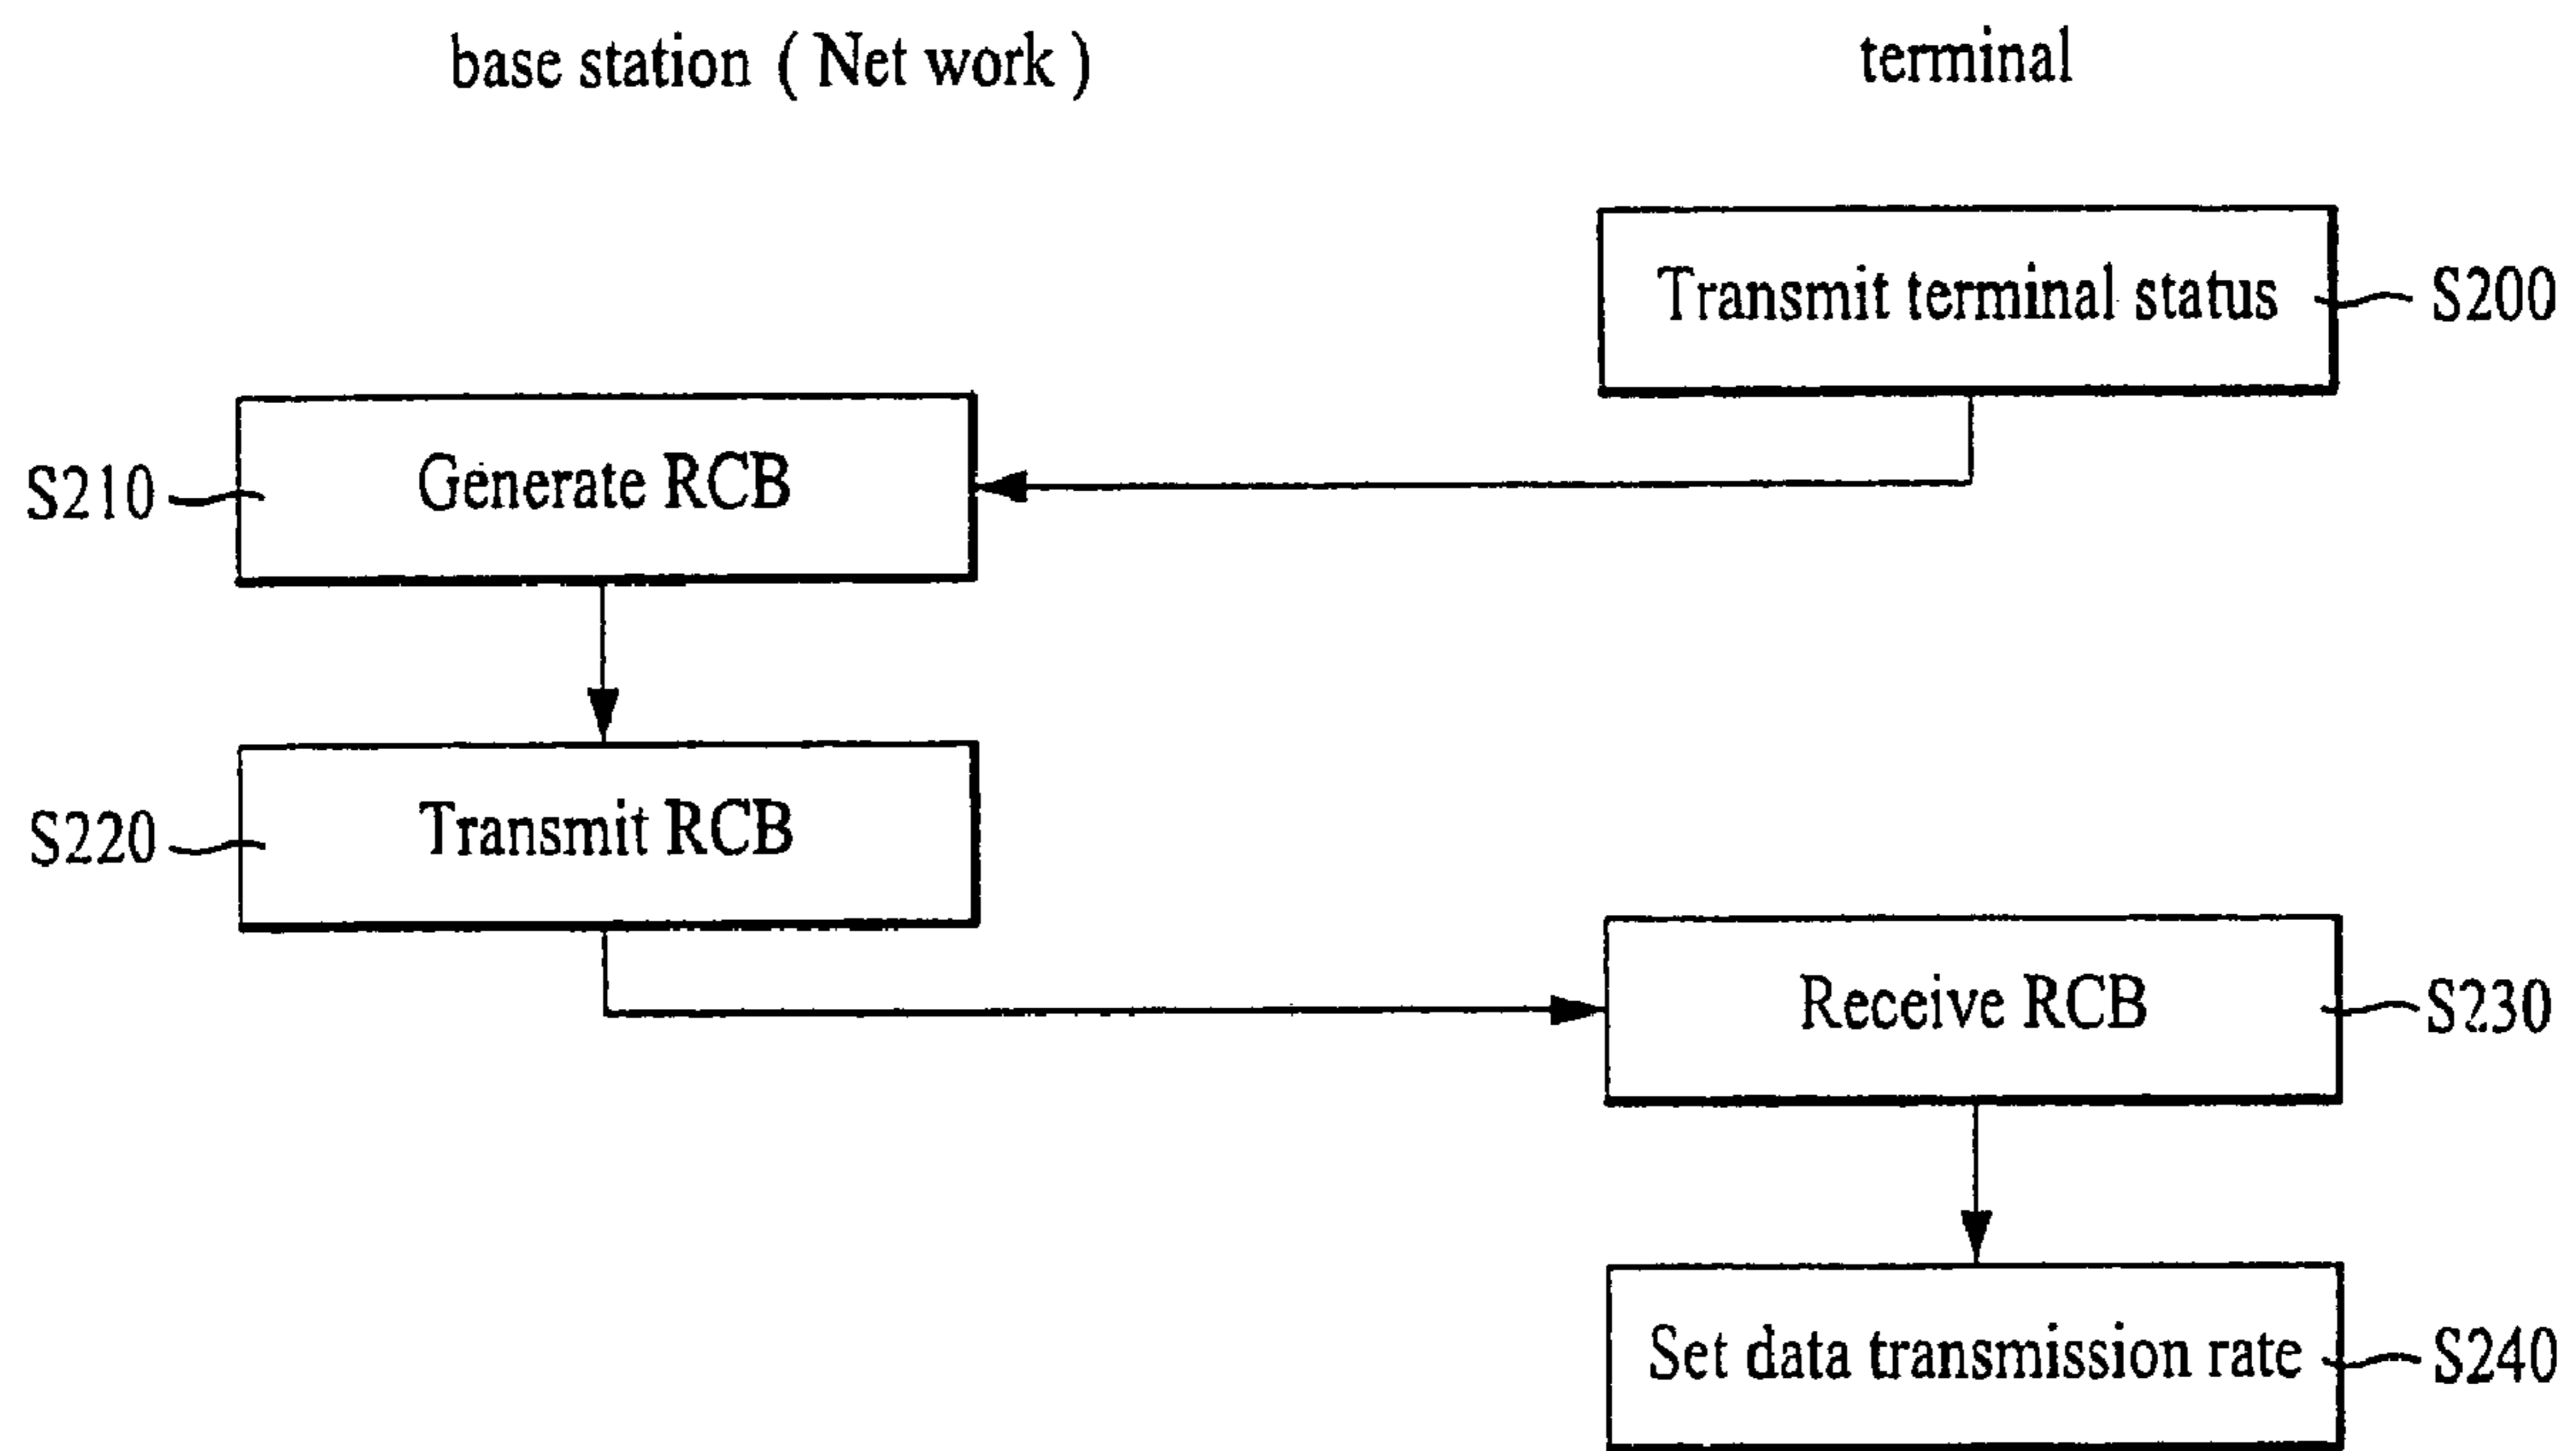 base station ( Net work )
terminal
Transmit terminal status
S200
S210
Generate RCB
S220
Transmit RCB
Receive RCB
S230
Set data transmission rate
S240